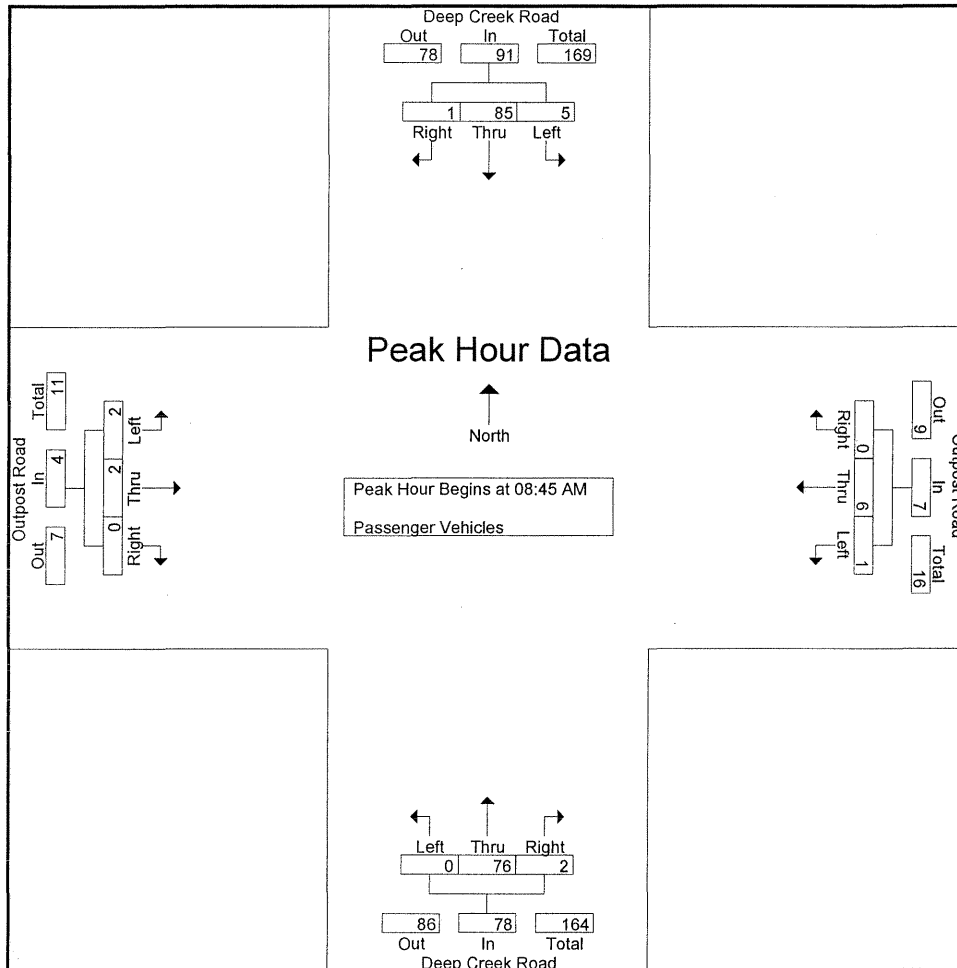 Deep Creek Road
Out In Total
78 91 169
1 85 5
Right Thru Left
Peak Hour Data
North
Peak Hour Begins at 08:45 AM
Passenger Vehicles
Outpost Road
Total In Out
11 4 7
2 2 0
Left Thru Right
Right Thru Left
0 6 1
9 7 16
Out In Total
Outpost Road
Left Thru Right
0 76 2
86 78 164
Out In Total
Deep Creek Road